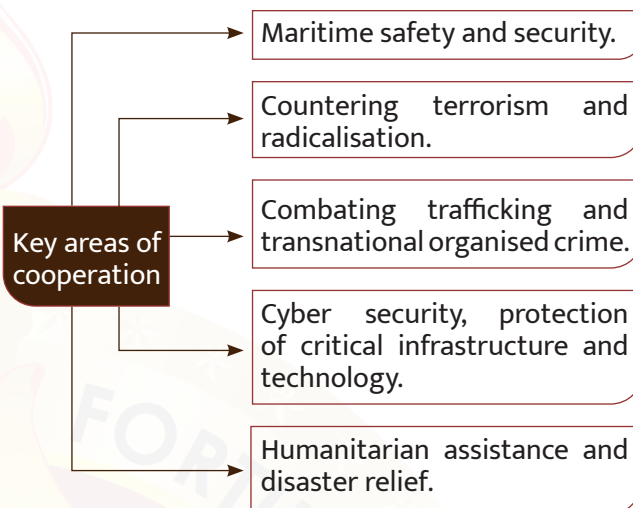 Maritime safety and security.
Countering terrorism and
radicalisation.
Key areas of
cooperation
Combating trafficking and
transnational organised crime.
Cyber security, protection
of critical infrastructure and
technology.
Humanitarian assistance and
disaster relief.